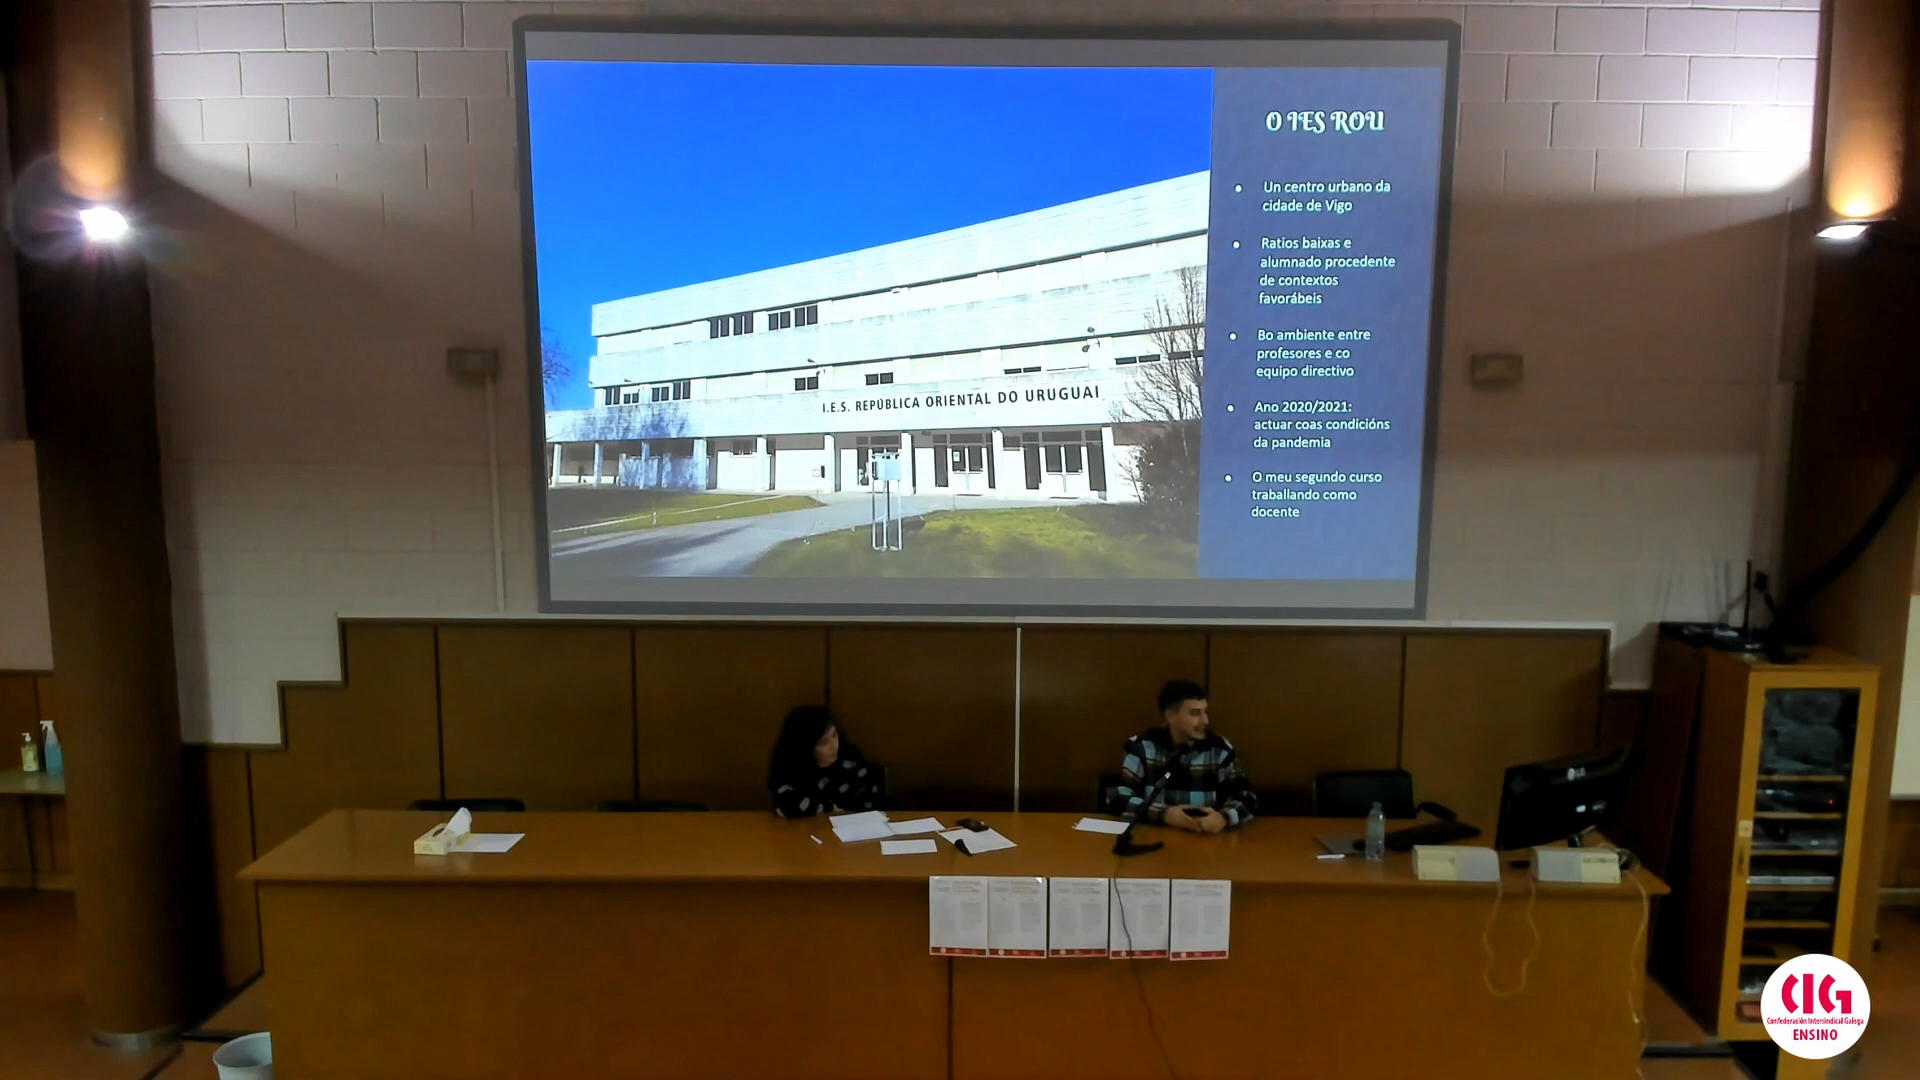 O IES ROU
Un centro urbano da
cidade de Vigo
Ratios baixas e
alumnado procedente
de contextos
favorábeis
Bo ambiente entre
profesores e co
equipo directivo
Ano 2020/2021:
actuar coas condicións
da pandemia
O meu segundo curso
traballando como
docente
I.E.S. REPÚBLICA ORIENTAL DO URUGUAI
CIG
Confederación Intersindical Galega
ENSINO